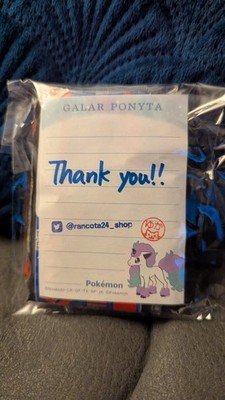 GALAR PONYTA
Thank you!!
@rancota24_shop
Pokémon